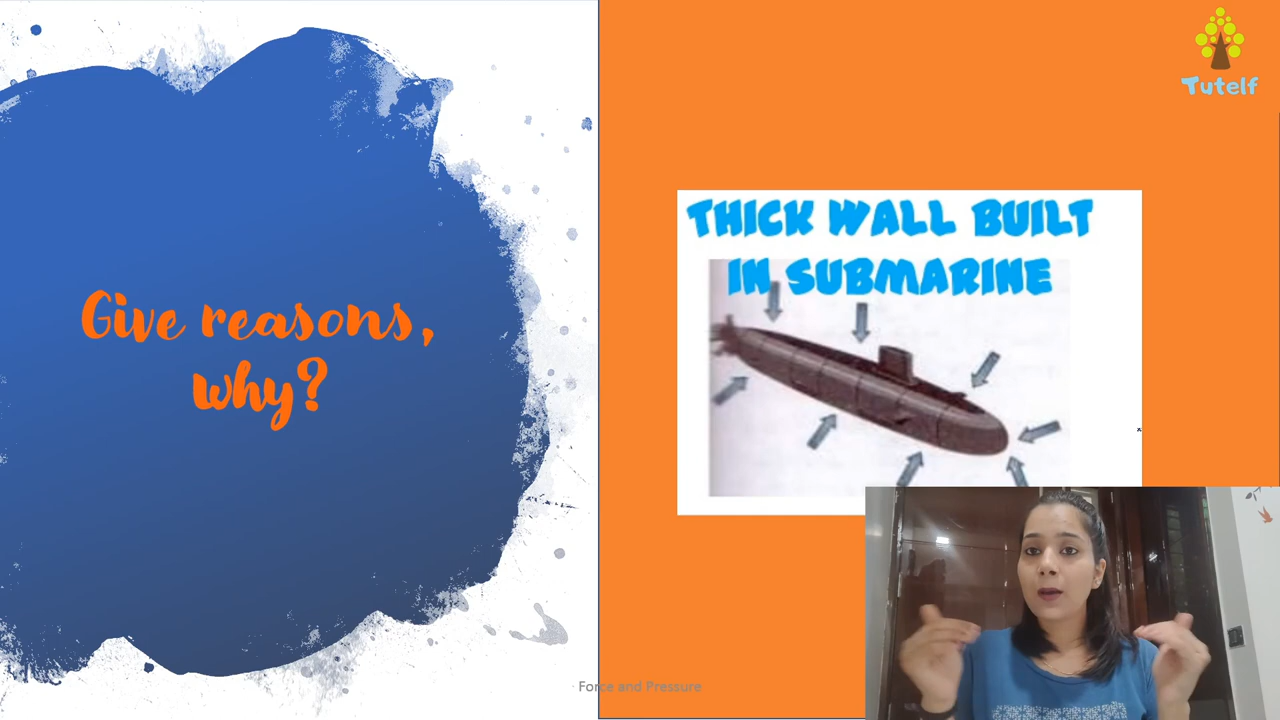 Give reasons,
why?
THICK WALL BUILT
IN SUBMARINE
Tutelf
Force and Pressure